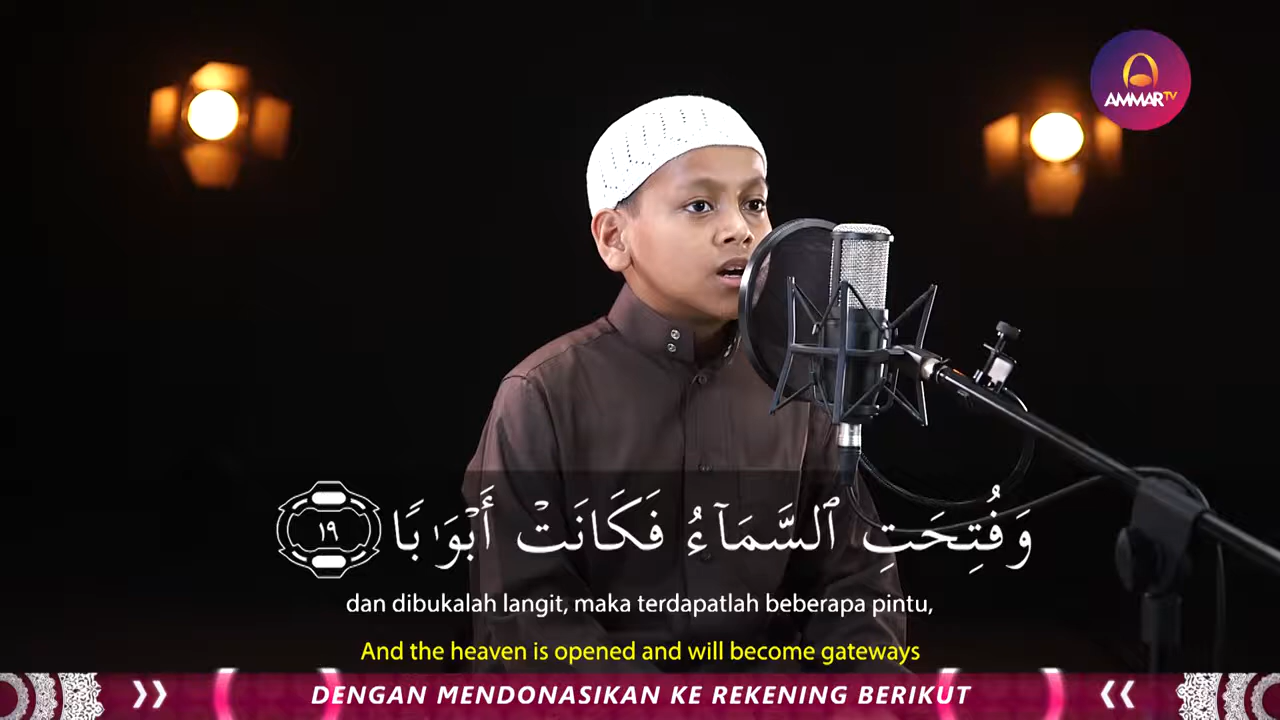 AMMAR TV
وَفُتِحَتِ ٱلسَّمَآءُ فَكَانَتْ أَبْوَٰبًا ١٩
dan dibukalah langit, maka terdapatlah beberapa pintu,
And the heaven is opened and will become gateways
DENGAN MENDONASIKAN KE REKENING BERIKUT